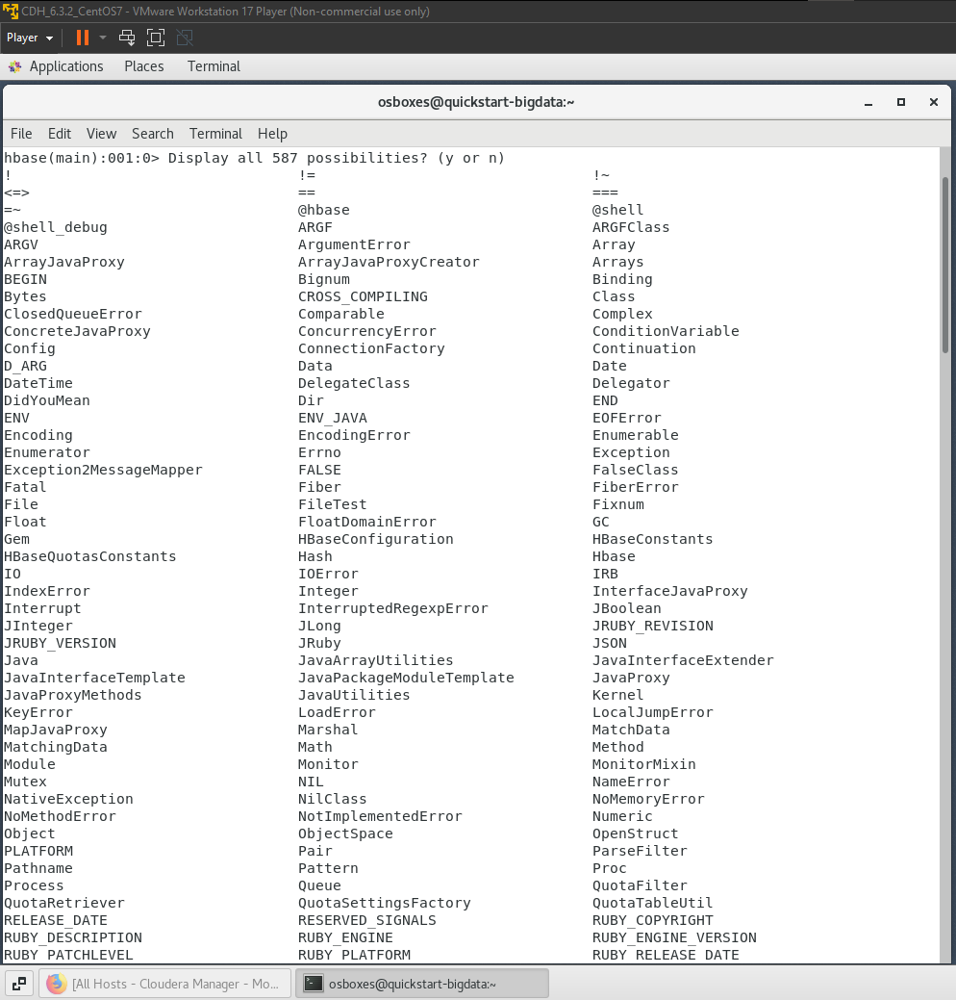 CDH_6.3.2_CentOS7 - VMware Workstation 17 Player (Non-commercial use only)
Player
Applications Places Terminal
osboxes@quickstart-bigdata:~
File Edit View Search Terminal Help
hbase(main):001:0> Display all 587 possibilities? (y or n)
! != !~
<=> == ===
=~ @hbase @shell
@shell_debug ARGF ARGFClass
ARGV ArgumentError Array
ArrayJavaProxy ArrayJavaProxyCreator Arrays
BEGIN Bignum Binding
Bytes CROSS_COMPILING Class
ClosedQueueError Comparable Complex
ConcreteJavaProxy ConcurrencyError ConditionVariable
Config ConnectionFactory Continuation
D_ARG Data Date
DateTime DelegateClass Delegator
DidYouMean Dir END
ENV ENV_JAVA EOFError
Encoding EncodingError Enumerable
Enumerator Errno Exception
Exception2MessageMapper FALSE FalseClass
Fatal Fiber FiberError
File FileTest Fixnum
Float FloatDomainError GC
Gem HBaseConfiguration HBaseConstants
HBaseQuotasConstants Hash Hbase
IO IOError IRB
IndexError Integer InterfaceJavaProxy
Interrupt InterruptedRegexpError JBoolean
JInteger JLong JRUBY_REVISION
JRUBY_VERSION JRuby JSON
Java JavaArrayUtilities JavaInterfaceExtender
JavaInterfaceTemplate JavaPackageModuleTemplate JavaProxy
JavaProxyMethods JavaUtilities Kernel
KeyError LoadError LocalJumpError
MapJavaProxy Marshal MatchData
MatchingData Math Method
Module Monitor MonitorMixin
Mutex NIL NameError
NativeException NilClass NoMemoryError
NoMethodError NotImplementedError Numeric
Object ObjectSpace OpenStruct
PLATFORM Pair ParseFilter
Pathname Pattern Proc
Process Queue QuotaFilter
QuotaRetriever QuotaSettingsFactory QuotaTableUtil
RELEASE_DATE RESERVED_SIGNALS RUBY_COPYRIGHT
RUBY_DESCRIPTION RUBY_ENGINE RUBY_ENGINE_VERSION
RUBY_PATCHLEVEL RUBY_PLATFORM RUBY_RELEASE_DATE
[All Hosts - Cloudera Manager - Mo... osboxes@quickstart-bigdata:~